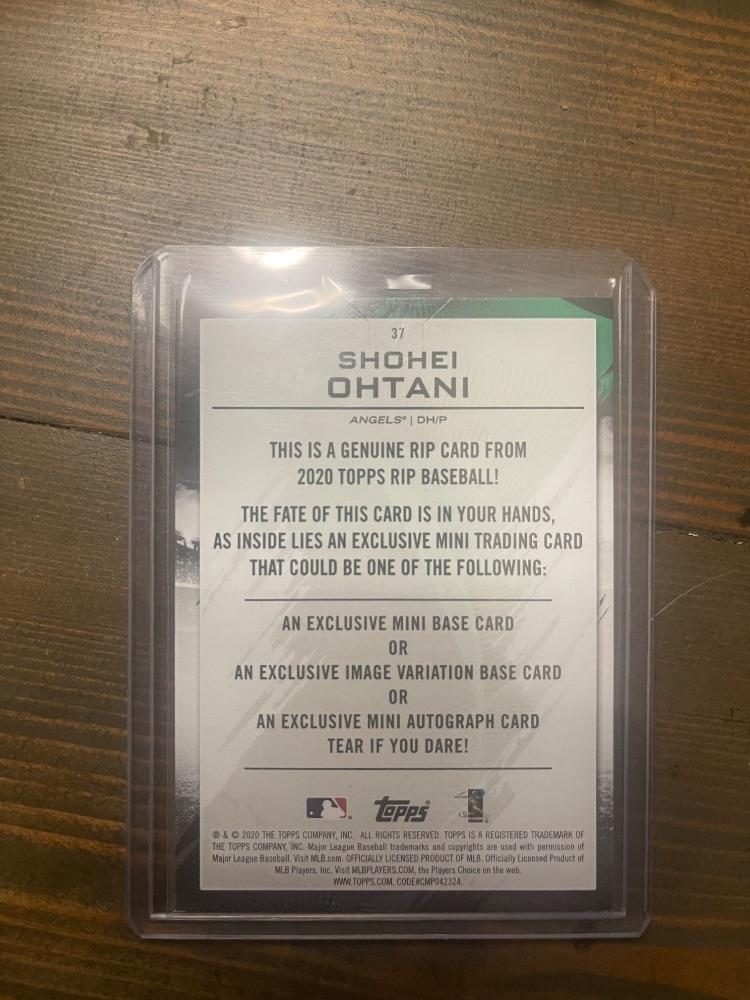 37
SHOHEI
OHTANI
ANGELS® | DH/P
THIS IS A GENUINE RIP CARD FROM
2020 TOPPS RIP BASEBALL!
THE FATE OF THIS CARD IS IN YOUR HANDS,
AS INSIDE LIES AN EXCLUSIVE MINI TRADING CARD
THAT COULD BE ONE OF THE FOLLOWING:
AN EXCLUSIVE MINI BASE CARD
OR
AN EXCLUSIVE IMAGE VARIATION BASE CARD
OR
AN EXCLUSIVE MINI AUTOGRAPH CARD
TEAR IF YOU DARE!
topps®
® & © 2020 THE TOPPS COMPANY, INC. ALL RIGHTS RESERVED. TOPPS IS A REGISTERED TRADEMARK OF
THE TOPPS COMPANY, INC. Major League Baseball trademarks and copyrights are used with permission of
Major League Baseball. Visit MLB.com. OFFICIALLY LICENSED PRODUCT OF MLB. Officially Licensed Product of
MLB Players, Inc. Visit MLBPLAYERS.COM, the Players Choice on the web.
WWW.TOPPS.COM. CODE#CMP042324.